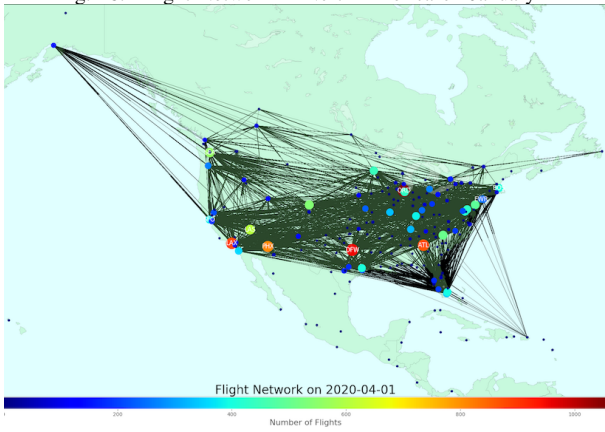 LAX
PHX
DFW
ATL
EWR
Flight Network on 2020-04-01
200
400
600
800
1000
Number of Flights